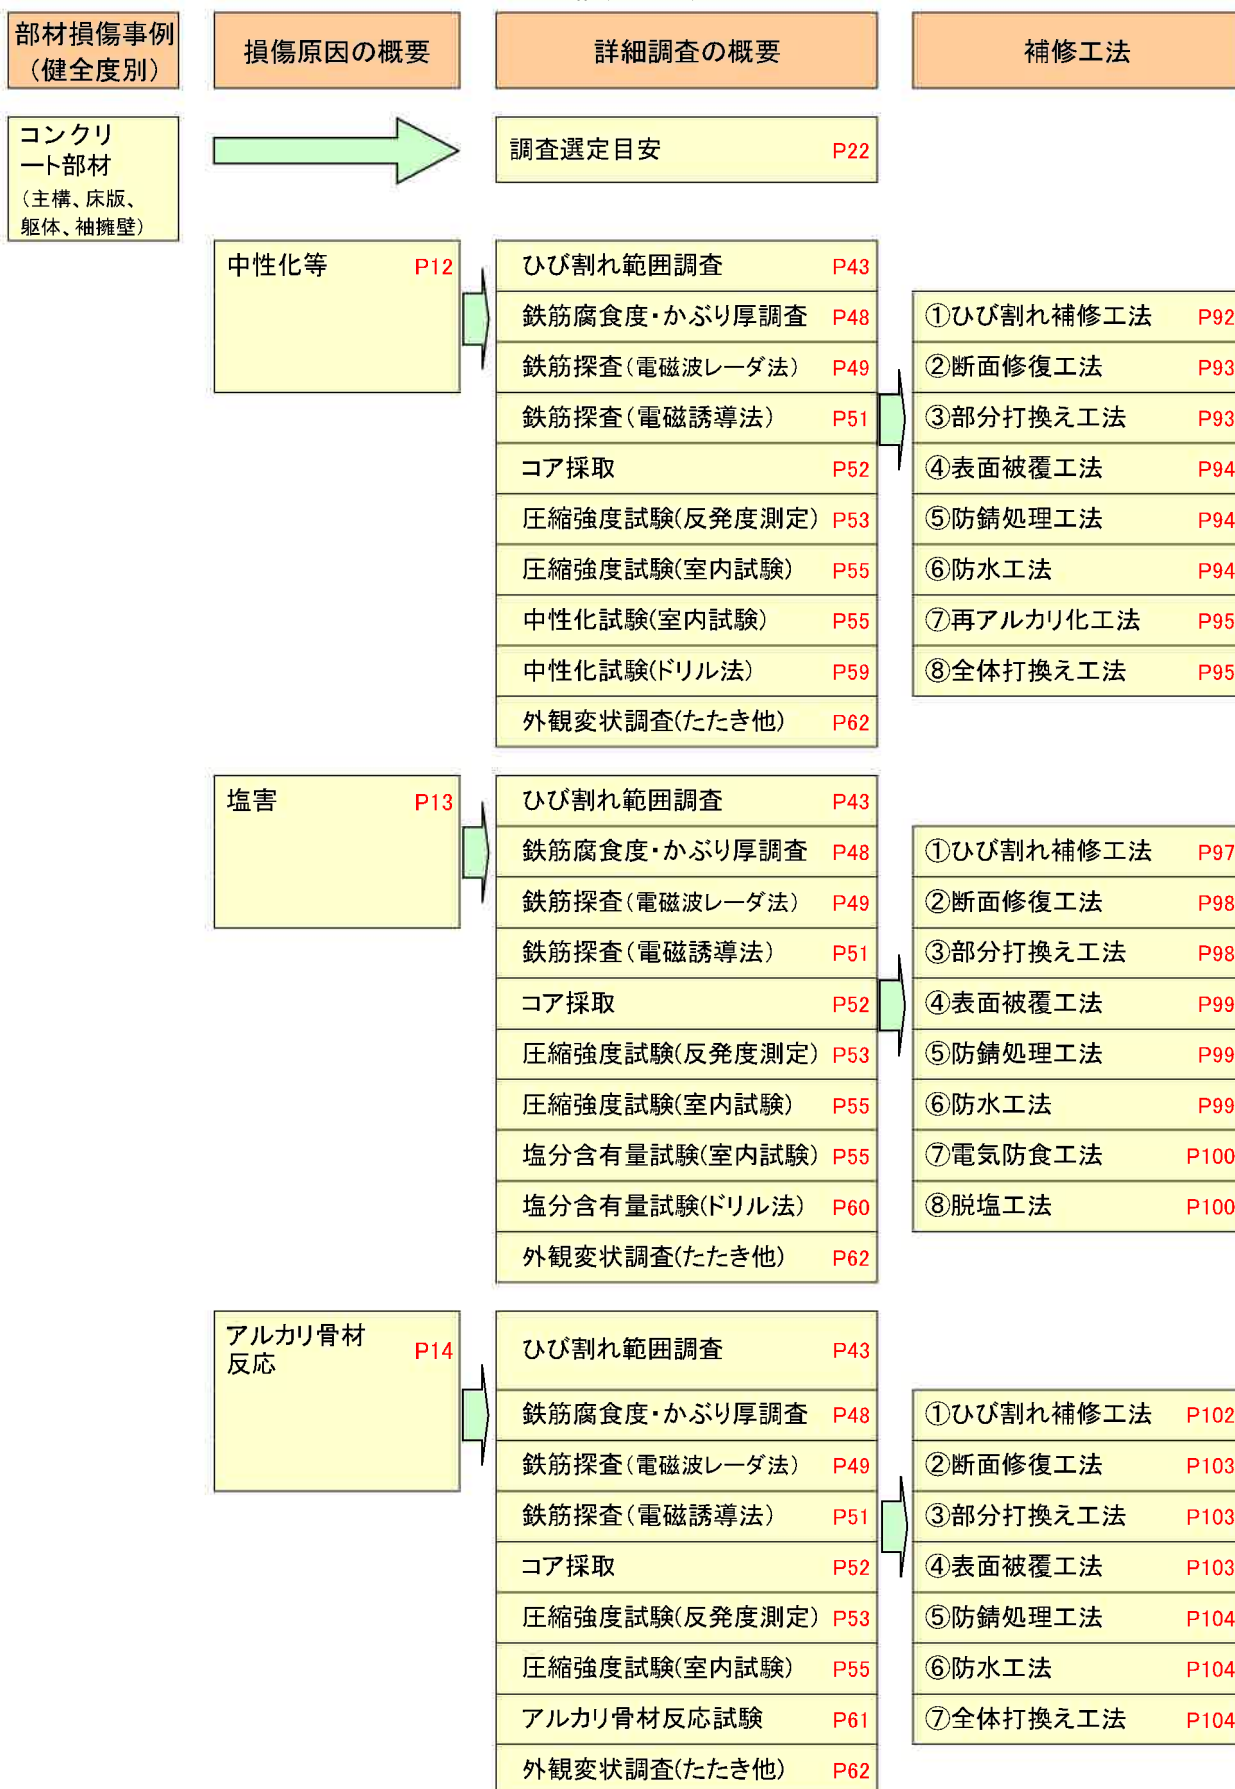 部材損傷事例
（健全度別）
損傷原因の概要
詳細調査の概要
補修工法
コンクリ
ート部材
（主構、床版、
躯体、袖擁壁）
調査選定目安 P22
中性化等 P12
ひび割れ範囲調査 P43
鉄筋腐食度・かぶり厚調査 P48
鉄筋探査（電磁波レーダ法） P49
鉄筋探査（電磁誘導法） P51
コア採取 P52
圧縮強度試験(反発度測定) P53
圧縮強度試験(室内試験) P55
中性化試験(室内試験) P55
中性化試験(ドリル法) P59
外観変状調査(たたき他) P62
①ひび割れ補修工法 P92
②断面修復工法 P93
③部分打換え工法 P93
④表面被覆工法 P94
⑤防錆処理工法 P94
⑥防水工法 P94
⑦再アルカリ化工法 P95
⑧全体打換え工法 P95
塩害 P13
ひび割れ範囲調査 P43
鉄筋腐食度・かぶり厚調査 P48
鉄筋探査（電磁波レーダ法） P49
鉄筋探査（電磁誘導法） P51
コア採取 P52
圧縮強度試験(反発度測定) P53
圧縮強度試験(室内試験) P55
塩分含有量試験(室内試験) P55
塩分含有量試験(ドリル法) P60
外観変状調査(たたき他) P62
①ひび割れ補修工法 P97
②断面修復工法 P98
③部分打換え工法 P98
④表面被覆工法 P99
⑤防錆処理工法 P99
⑥防水工法 P99
⑦電気防食工法 P100
⑧脱塩工法 P100
アルカリ骨材
反応 P14
ひび割れ範囲調査 P43
鉄筋腐食度・かぶり厚調査 P48
鉄筋探査（電磁波レーダ法） P49
鉄筋探査（電磁誘導法） P51
コア採取 P52
圧縮強度試験(反発度測定) P53
圧縮強度試験(室内試験) P55
アルカリ骨材反応試験 P61
外観変状調査(たたき他) P62
①ひび割れ補修工法 P102
②断面修復工法 P103
③部分打換え工法 P103
④表面被覆工法 P103
⑤防錆処理工法 P104
⑥防水工法 P104
⑦全体打換え工法 P104